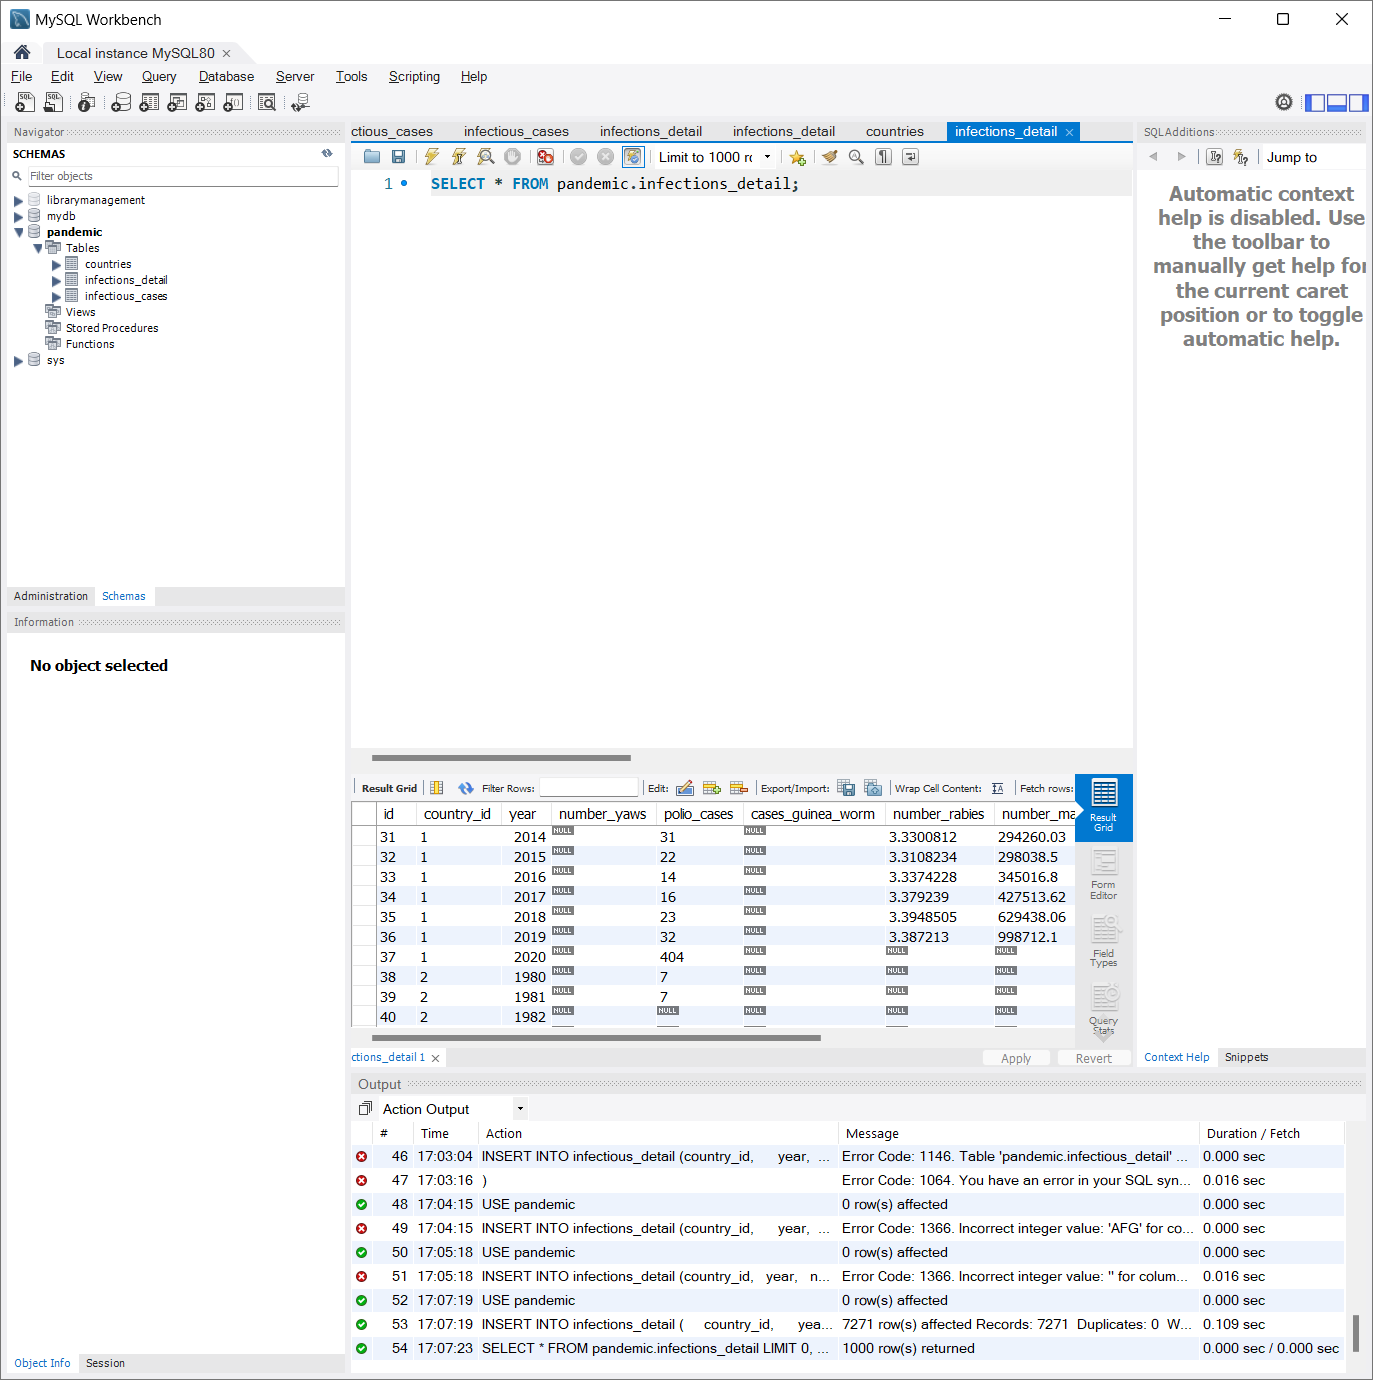 MySQL Workbench
Local instance MySQL80
File Edit View Query Database Server Tools Scripting Help
Navigator
SCHEMAS
Filter objects
librarymanagement
mydb
pandemic
Tables
countries
infections_detail
infectious_cases
Views
Stored Procedures
Functions
sys
Administration Schemas
Information
No object selected
Object Info Session
ctious_cases infectious_cases infections_detail infections_detail countries infections_detail
Limit to 1000 rc
1 SELECT * FROM pandemic.infections_detail;
SQLAdditions
Jump to
Automatic context
help is disabled. Use
the toolbar to
manually get help for
the current caret
position or to toggle
automatic help.
Result Grid Filter Rows: Edit: Export/Import: Wrap Cell Content: Fetch rows:
id country_id year number_yaws polio_cases cases_guinea_worm number_rabies number_ma
31 1 2014 NULL 31 NULL 3.3300812 294260.03
32 1 2015 NULL 22 NULL 3.3108234 298038.5
33 1 2016 NULL 14 NULL 3.3374228 345016.8
34 1 2017 NULL 16 NULL 3.379239 427513.62
35 1 2018 NULL 23 NULL 3.3948505 629438.06
36 1 2019 NULL 32 NULL 3.387213 998712.1
37 1 2020 NULL 404 NULL NULL NULL
38 2 1980 NULL 7 NULL NULL NULL
39 2 1981 NULL 7 NULL NULL NULL
40 2 1982 NULL NULL NULL NULL NULL
Result
Grid
Form
Editor
Field
Types
Query
Stats
ctions_detail 1
Apply Revert
Context Help Snippets
Output
Action Output
# Time Action Message Duration / Fetch
46 17:03:04 INSERT INTO infectious_detail (country_id, year, ... Error Code: 1146. Table 'pandemic.infectious_detail' ... 0.000 sec
47 17:03:16 ) Error Code: 1064. You have an error in your SQL syn... 0.016 sec
48 17:04:15 USE pandemic 0 row(s) affected 0.000 sec
49 17:04:15 INSERT INTO infections_detail (country_id, year, ... Error Code: 1366. Incorrect integer value: 'AFG' for co... 0.000 sec
50 17:05:18 USE pandemic 0 row(s) affected 0.000 sec
51 17:05:18 INSERT INTO infections_detail (country_id, year, n... Error Code: 1366. Incorrect integer value: '' for colum... 0.016 sec
52 17:07:19 USE pandemic 0 row(s) affected 0.000 sec
53 17:07:19 INSERT INTO infections_detail ( country_id, yea... 7271 row(s) affected Records: 7271 Duplicates: 0 W... 0.109 sec
54 17:07:23 SELECT * FROM pandemic.infections_detail LIMIT 0, ... 1000 row(s) returned 0.000 sec / 0.000 sec